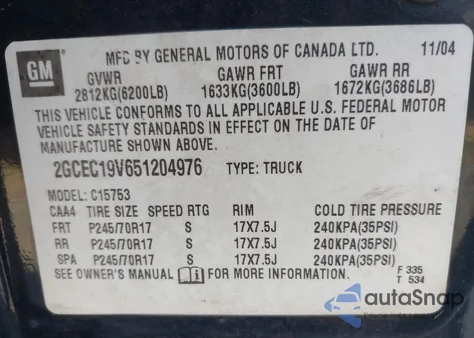 GM
MFD BY GENERAL MOTORS OF CANADA LTD. 11/04
GVWR GAWR FRT GAWR RR
2812KG(6200LB) 1633KG(3600LB) 1672KG(3686LB)
THIS VEHICLE CONFORMS TO ALL APPLICABLE U.S. FEDERAL MOTOR
VEHICLE SAFETY STANDARDS IN EFFECT ON THE DATE OF
MANUFACTURE SHOWN ABOVE.
2GCEC19V651204976 TYPE: TRUCK
MODEL: C15753
CAA4 TIRE SIZE SPEED RTG RIM COLD TIRE PRESSURE
FRT P245/70R17 S 17X7.5J 240KPA(35PSI)
RR P245/70R17 S 17X7.5J 240KPA(35PSI)
SPA P245/70R17 S 17X7.5J 240KPA(35PSI)
SEE OWNER'S MANUAL FOR MORE INFORMATION.
F 335
T 534
autoSnap